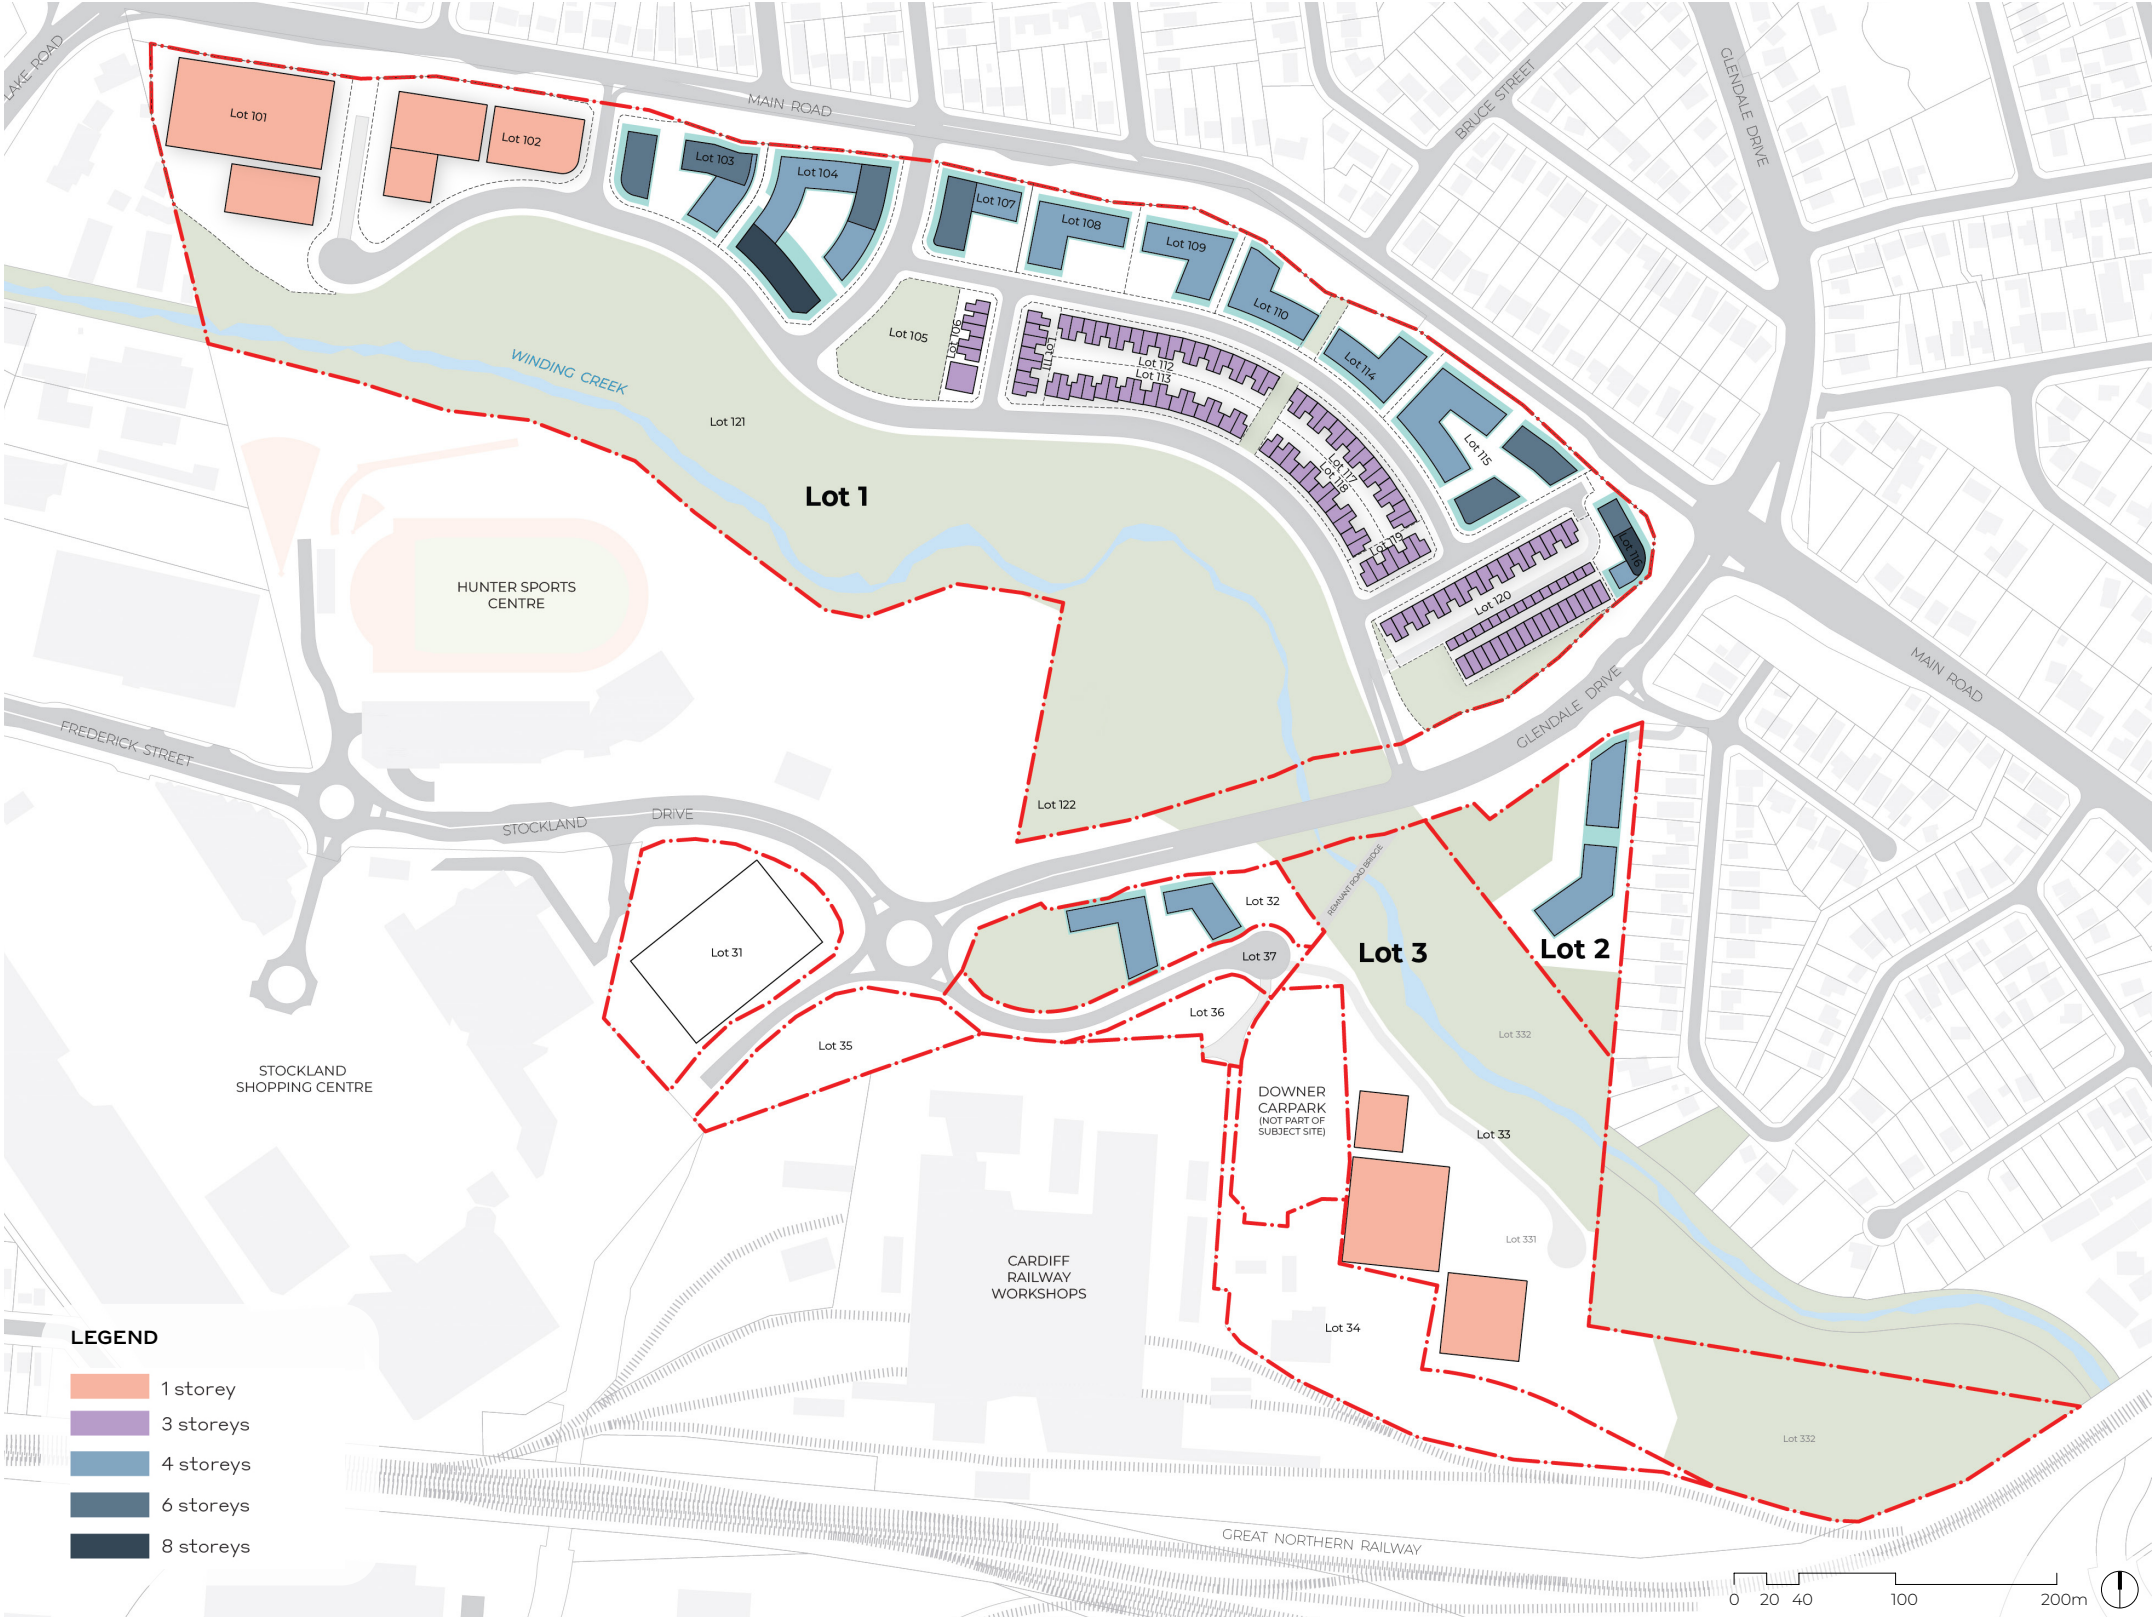 LAKE ROAD
MAIN ROAD
BRUCE STREET
GLENDALE DRIVE
Lot 101
Lot 102
Lot 103
Lot 104
Lot 107
Lot 108
Lot 109
Lot 110
Lot 105
Lot 106
Lot 111
Lot 112
Lot 113
Lot 114
Lot 115
Lot 116
Lot 117
Lot 118
Lot 119
Lot 120
WINDING CREEK
Lot 121
Lot 1
HUNTER SPORTS
CENTRE
FREDERICK STREET
STOCKLAND DRIVE
Lot 122
GLENDALE DRIVE
MAIN ROAD
REMNANT ROAD BRIDGE
Lot 31
Lot 32
Lot 37
Lot 3
Lot 2
Lot 36
Lot 35
Lot 332
STOCKLAND
SHOPPING CENTRE
DOWNER
CARPARK
(NOT PART OF
SUBJECT SITE)
Lot 33
Lot 331
CARDIFF
RAILWAY
WORKSHOPS
Lot 34
Lot 332
GREAT NORTHERN RAILWAY
LEGEND
1 storey
3 storeys
4 storeys
6 storeys
8 storeys
0 20 40 100 200m